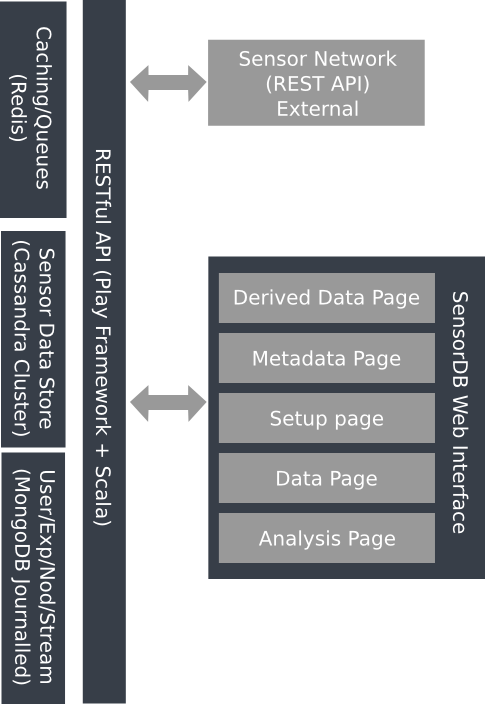 Caching/Queues
(Redis)
Sensor Data Store
(Cassandra Cluster)
User/Exp/Nod/Stream
(MongoDB Journalled)
RESTful API (Play Framework + Scala)
Sensor Network
(REST API)
External
Derived Data Page
Metadata Page
Setup page
Data Page
Analysis Page
SensorDB Web Interface